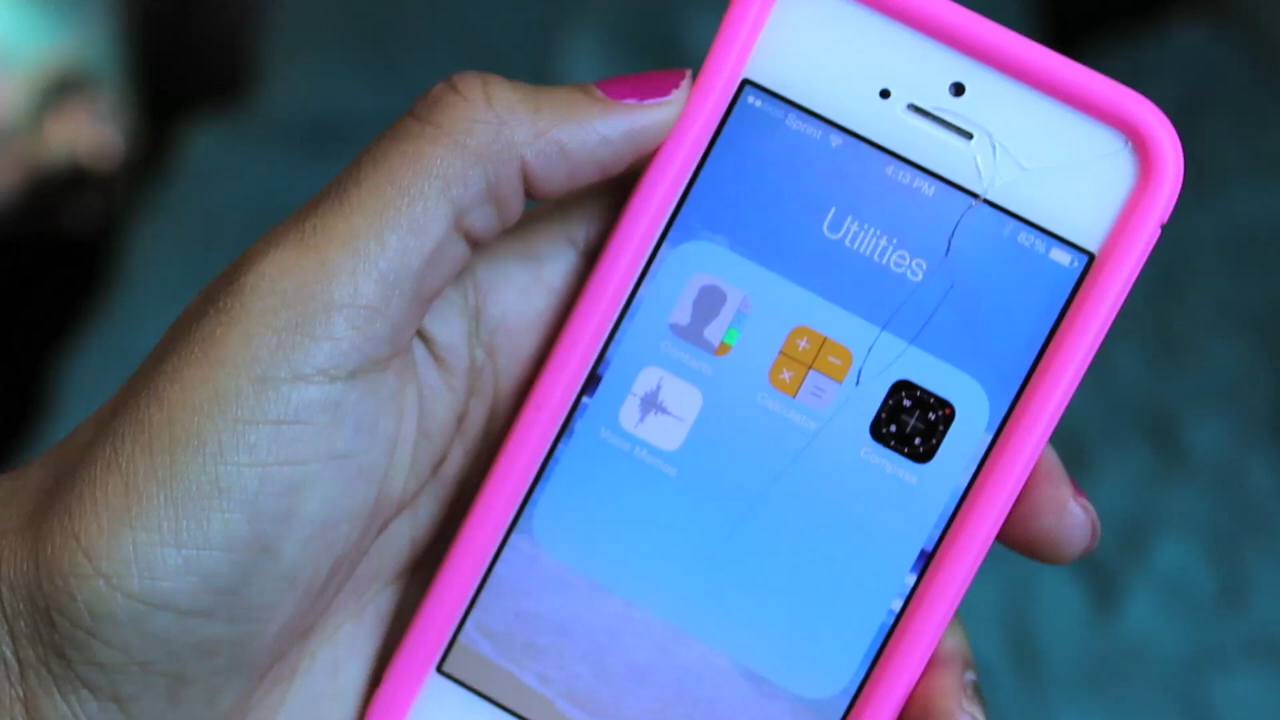 Sprint
4:13 PM
82%
Utilities
Contacts
Calculator
Compass
Voice Memos